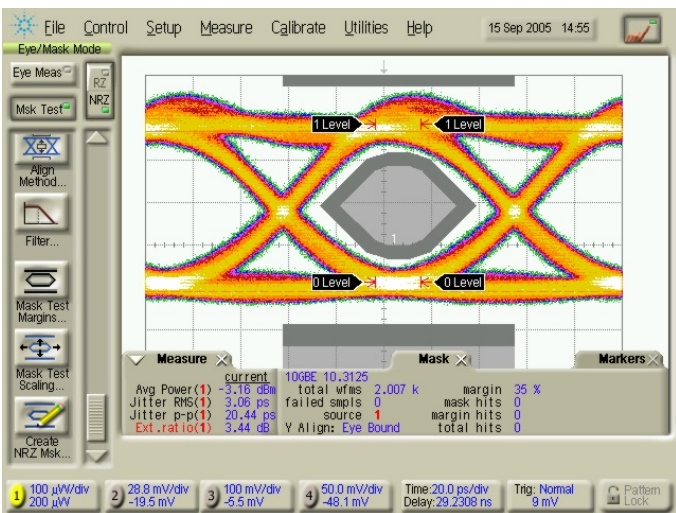 File Control Setup Measure Calibrate Utilities Help 15 Sep 2005 14:55
Eye/Mask Mode
Eye Meas
RZ
Msk Test
NRZ
1 Level 1 Level
Align
Method...
Filter...
1
0 Level 0 Level
Mask Test
Margins...
Mask Test
Scaling...
Create
NRZ Msk...
Measure Mask Markers
current
Avg Power(1) -3.16 dBm
Jitter RMS(1) 3.06 ps
Jitter p-p(1) 20.44 ps
Ext.ratio(1) 3.44 dB
10GBE 10.3125
total wfms 2.007 k margin 35 %
failed smpls 0 mask hits 0
source 1 margin hits 0
Y Align: Eye Bound total hits 0
1 100 µW/div 2 28.8 mV/div 3 100 mV/div 4 50.0 mV/div Time:20.0 ps/div Trig: Normal Pattern
200 µW -19.5 mV -5.5 mV -48.1 mV Delay:29.2308 ns 9 mV Lock